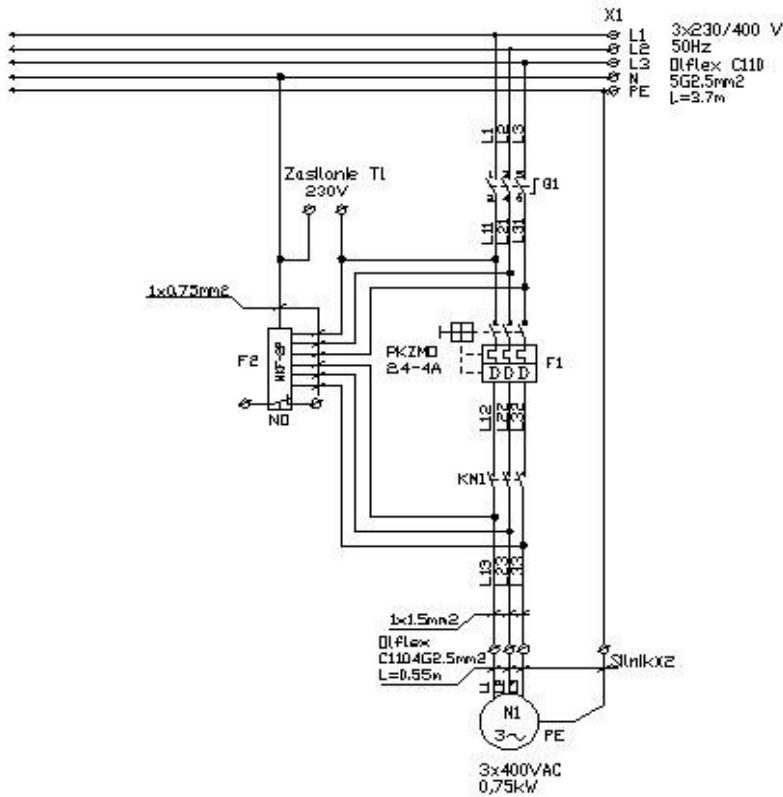 X1
L1
L2
L3
N
PE
3x230/400 V
50Hz
Olflex C110
5G2.5mm2
L=3.7m
L1
L2
L3
Zasilanie T1
230V
Q1
L11
L21
L31
1x0.75mm2
F2
NO
PKZM0
2.4-4A
F1
L12
L22
L32
KN1
L13
L23
L33
1x1.5mm2
Olflex
C1104G2.5mm2
L=0.55m
SilnikX2
N1
3~
PE
3x400VAC
0,75kW